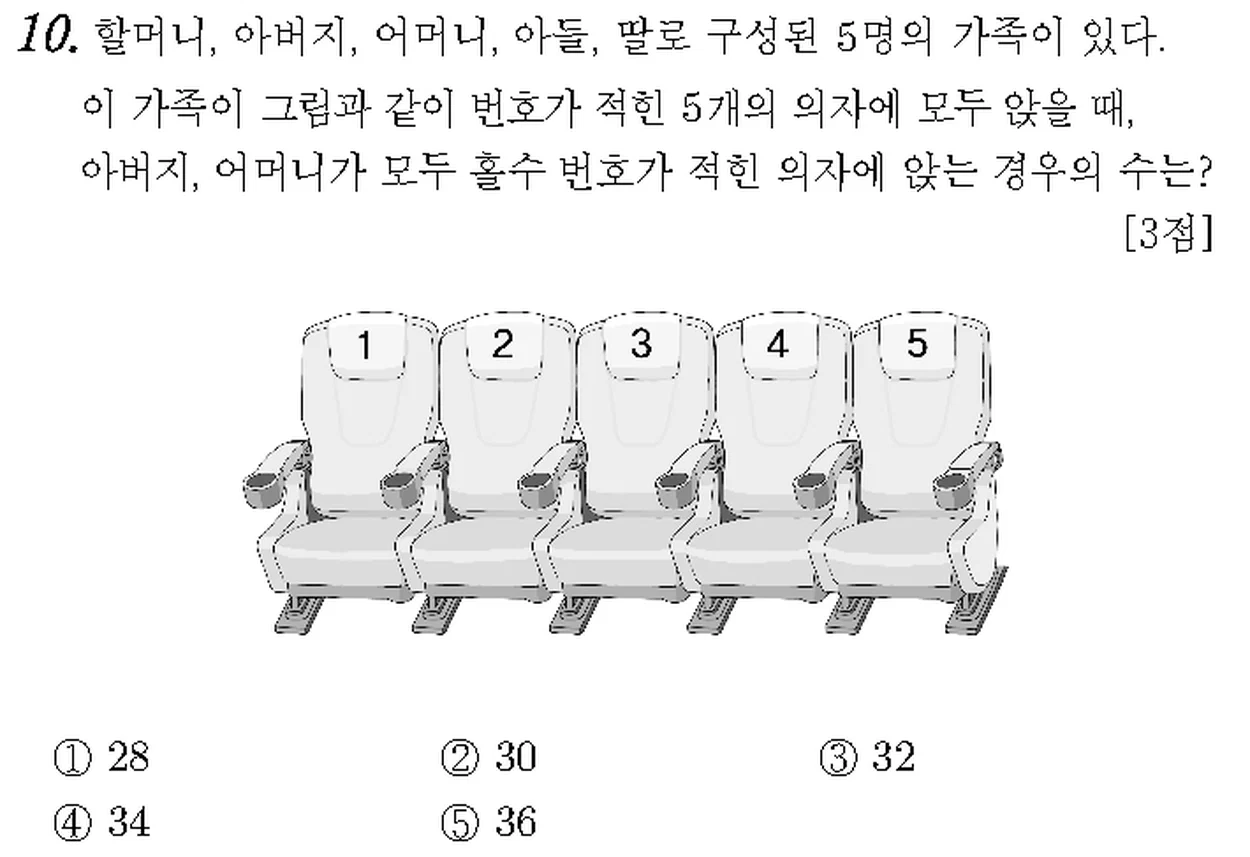 10. 할머니, 아버지, 어머니, 아들, 딸로 구성된 5명의 가족이 있다.
이 가족이 그림과 같이 번호가 적힌 5개의 의자에 모두 앉을 때,
아버지, 어머니가 모두 홀수 번호가 적힌 의자에 앉는 경우의 수는?
[3점]
1 2 3 4 5
① 28 ② 30 ③ 32
④ 34 ⑤ 36